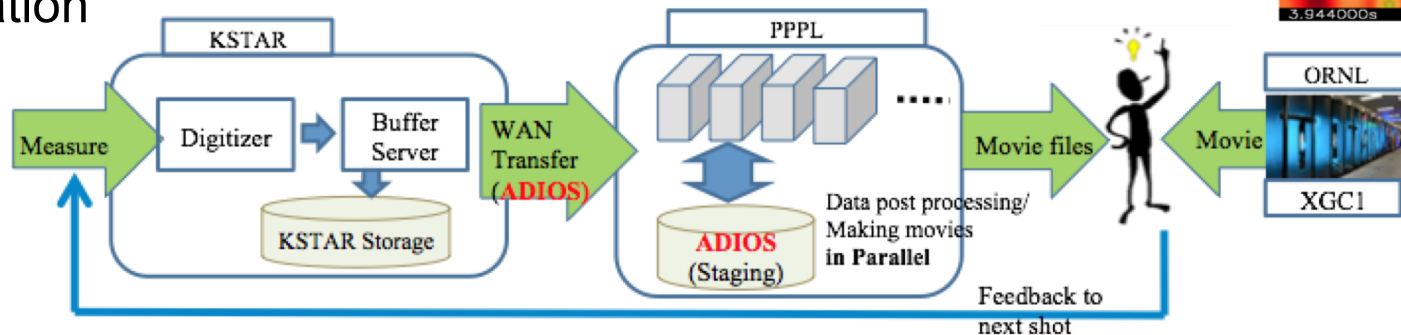 ation
3.944000s
KSTAR
Measure
Digitizer
Buffer
Server
KSTAR Storage
WAN
Transfer
(ADIOS)
PPPL
ADIOS
(Staging)
Data post processing/
Making movies
in Parallel
Movie files
Movie
ORNL
XGC1
Feedback to
next shot